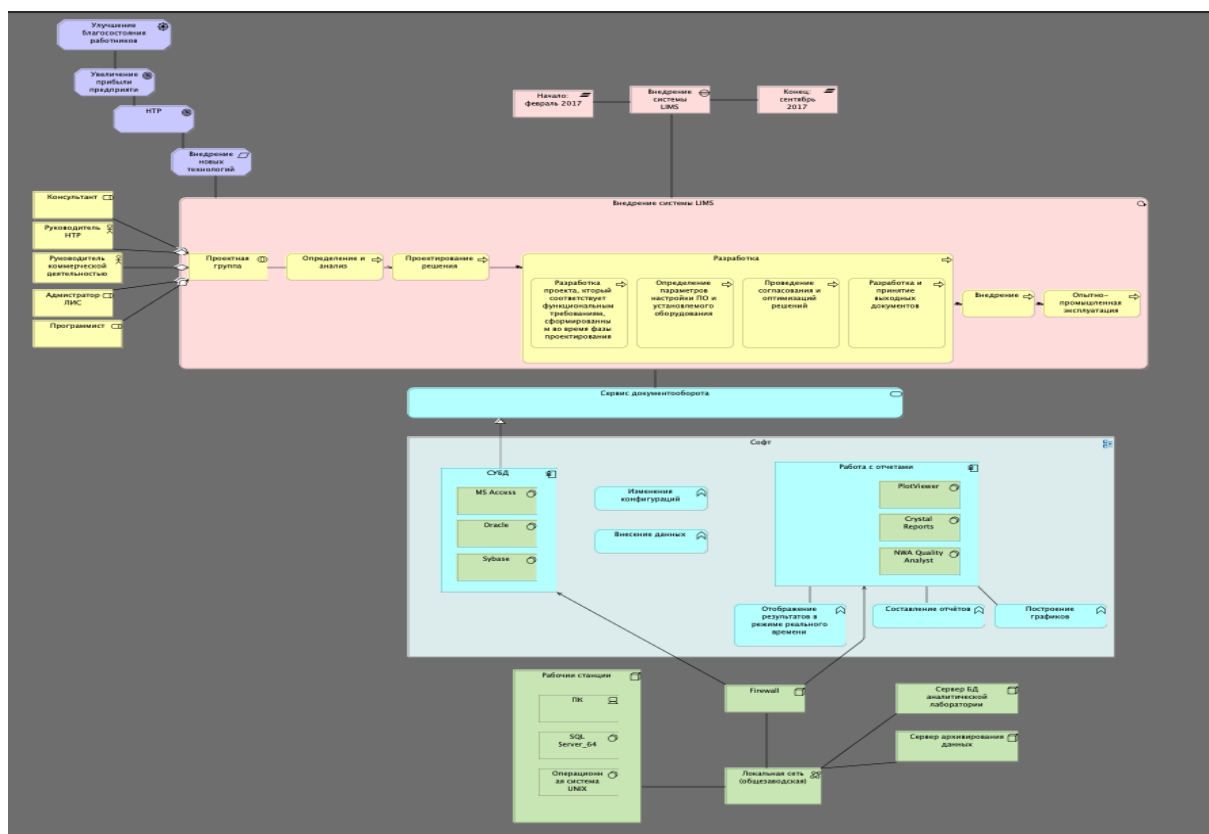 Улучшение
благосостояния
работников
Увеличение
прибыли
предприяти
НТР
Внедрение
новых
технологий
Начало:
февраль 2017
Внедрение
системы
LIMS
Конец:
сентябрь
2017
Консультант
Руководитель
НТР
Руководитель
коммерческой
деятельностью
Адмистратор
ЛИС
Программист
Внедрение системы LIMS
Проектная
группа
Определение и
анализ
Проектирование
решения
Разработка
Разработка
проекта, кторый
соответствует
функциональным
требованиям,
сформированны
м во время фазы
проектирования
Определение
параметров
настройки ПО и
установлемого
оборудования
Проведение
согласования и
оптимизаций
решений
Разработка и
принятие
выходных
документов
Внедрение
Опытно-
промышленная
эксплуатация
Сервис документооборота
Софт
СУБД
MS Access
Oracle
Sybase
Изменения
конфигураций
Внесение данных
Работа с отчетами
PlotViewer
Crystal
Reports
NWA Quality
Analyst
Отображение
результатов в
режиме реального
времени
Составление отчётов
Построение
графиков
Рабочии станции
ПК
SQL
Server_64
Операционн
ая система
UNIX
Firewall
Локальная сеть
(общезаводская)
Сервер БД
аналитической
лаборатории
Сервер архивирования
данных